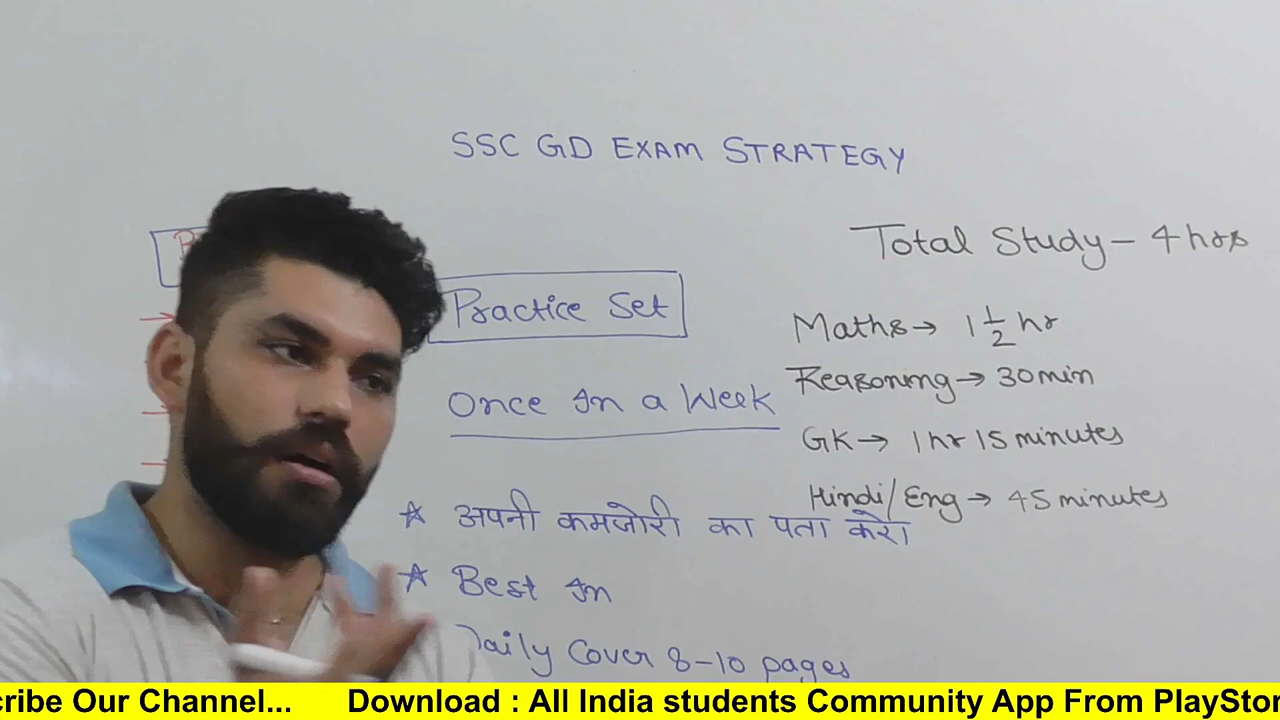 SSC GD EXAM STRATEGY
Total Study - 4 hrs
Practice Set
Maths → 1 1/2 hr
Reasoning → 30 min
Once In a Week
GK → 1 hr 15 minutes
Hindi/Eng → 45 minutes
☆ अपनी कमजोरी का पता करो
☆ Best In
Daily Cover 8-10 pages
cribe Our Channel... Download : All India students Community App From PlayStor